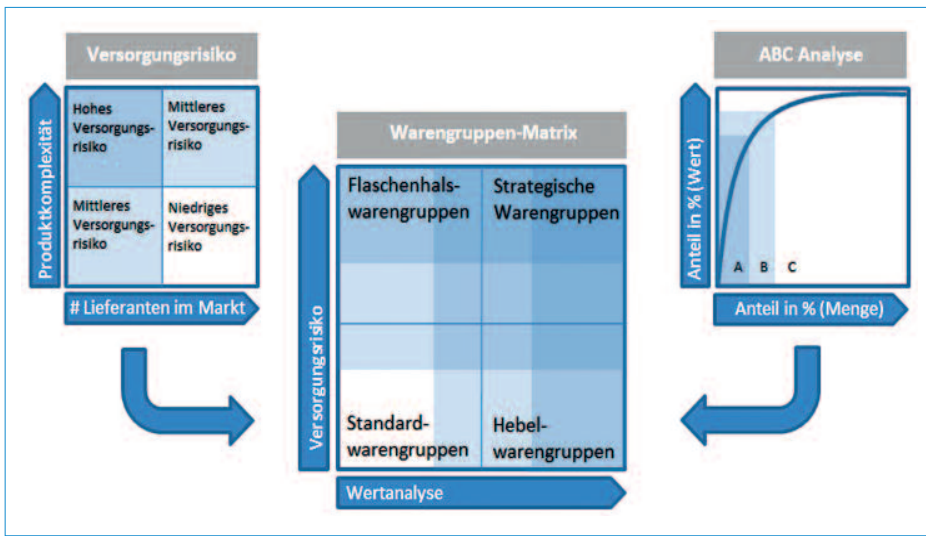 Versorgungsrisiko
Produktkomplexität
Hohes
Versorgungs-
risiko
Mittleres
Versorgungs-
risiko
Mittleres
Versorgungs-
risiko
Niedriges
Versorgungs-
risiko
# Lieferanten im Markt
Warengruppen-Matrix
Versorgungsrisiko
Flaschenhals-
warengruppen
Strategische
Warengruppen
Standard-
warengruppen
Hebel-
warengruppen
Wertanalyse
ABC Analyse
Anteil in % (Wert)
A B C
Anteil in % (Menge)